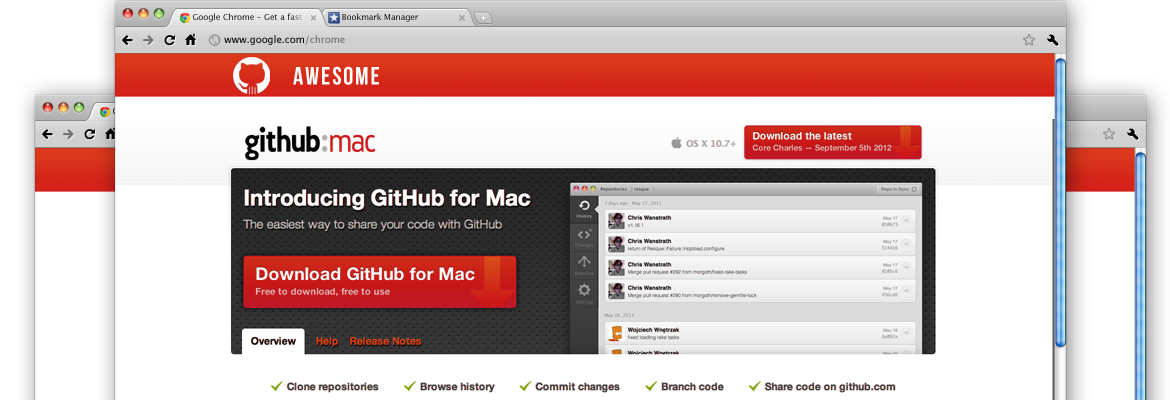 Google Chrome – Get a fast
Bookmark Manager
www.google.com/chrome
AWESOME
github:mac
OS X 10.7+
Download the latest
Core Charles — September 5th 2012
Introducing GitHub for Mac
The easiest way to share your code with GitHub
Download GitHub for Mac
Free to download, free to use
Overview
Help
Release Notes
Repositories
resque
Repo in Sync
7 days ago - May 17, 2011
History
Changes
Branches
Settings
Chris Wanstrath
v1.16.1
May 17
Chris Wanstrath
return of Resque::Failure::Hoptoad.configure
May 17
Chris Wanstrath
Merge pull request #292 from morgoth/fixed-rake-tasks
May 17
Chris Wanstrath
Merge pull request #290 from morgoth/remove-gemfile-lock
May 17
May 16, 2011
Wojciech Wnętrzak
fixed loading rake tasks
May 16
Wojciech Wnętrzak
May 16
Clone repositories
Browse history
Commit changes
Branch code
Share code on github.com